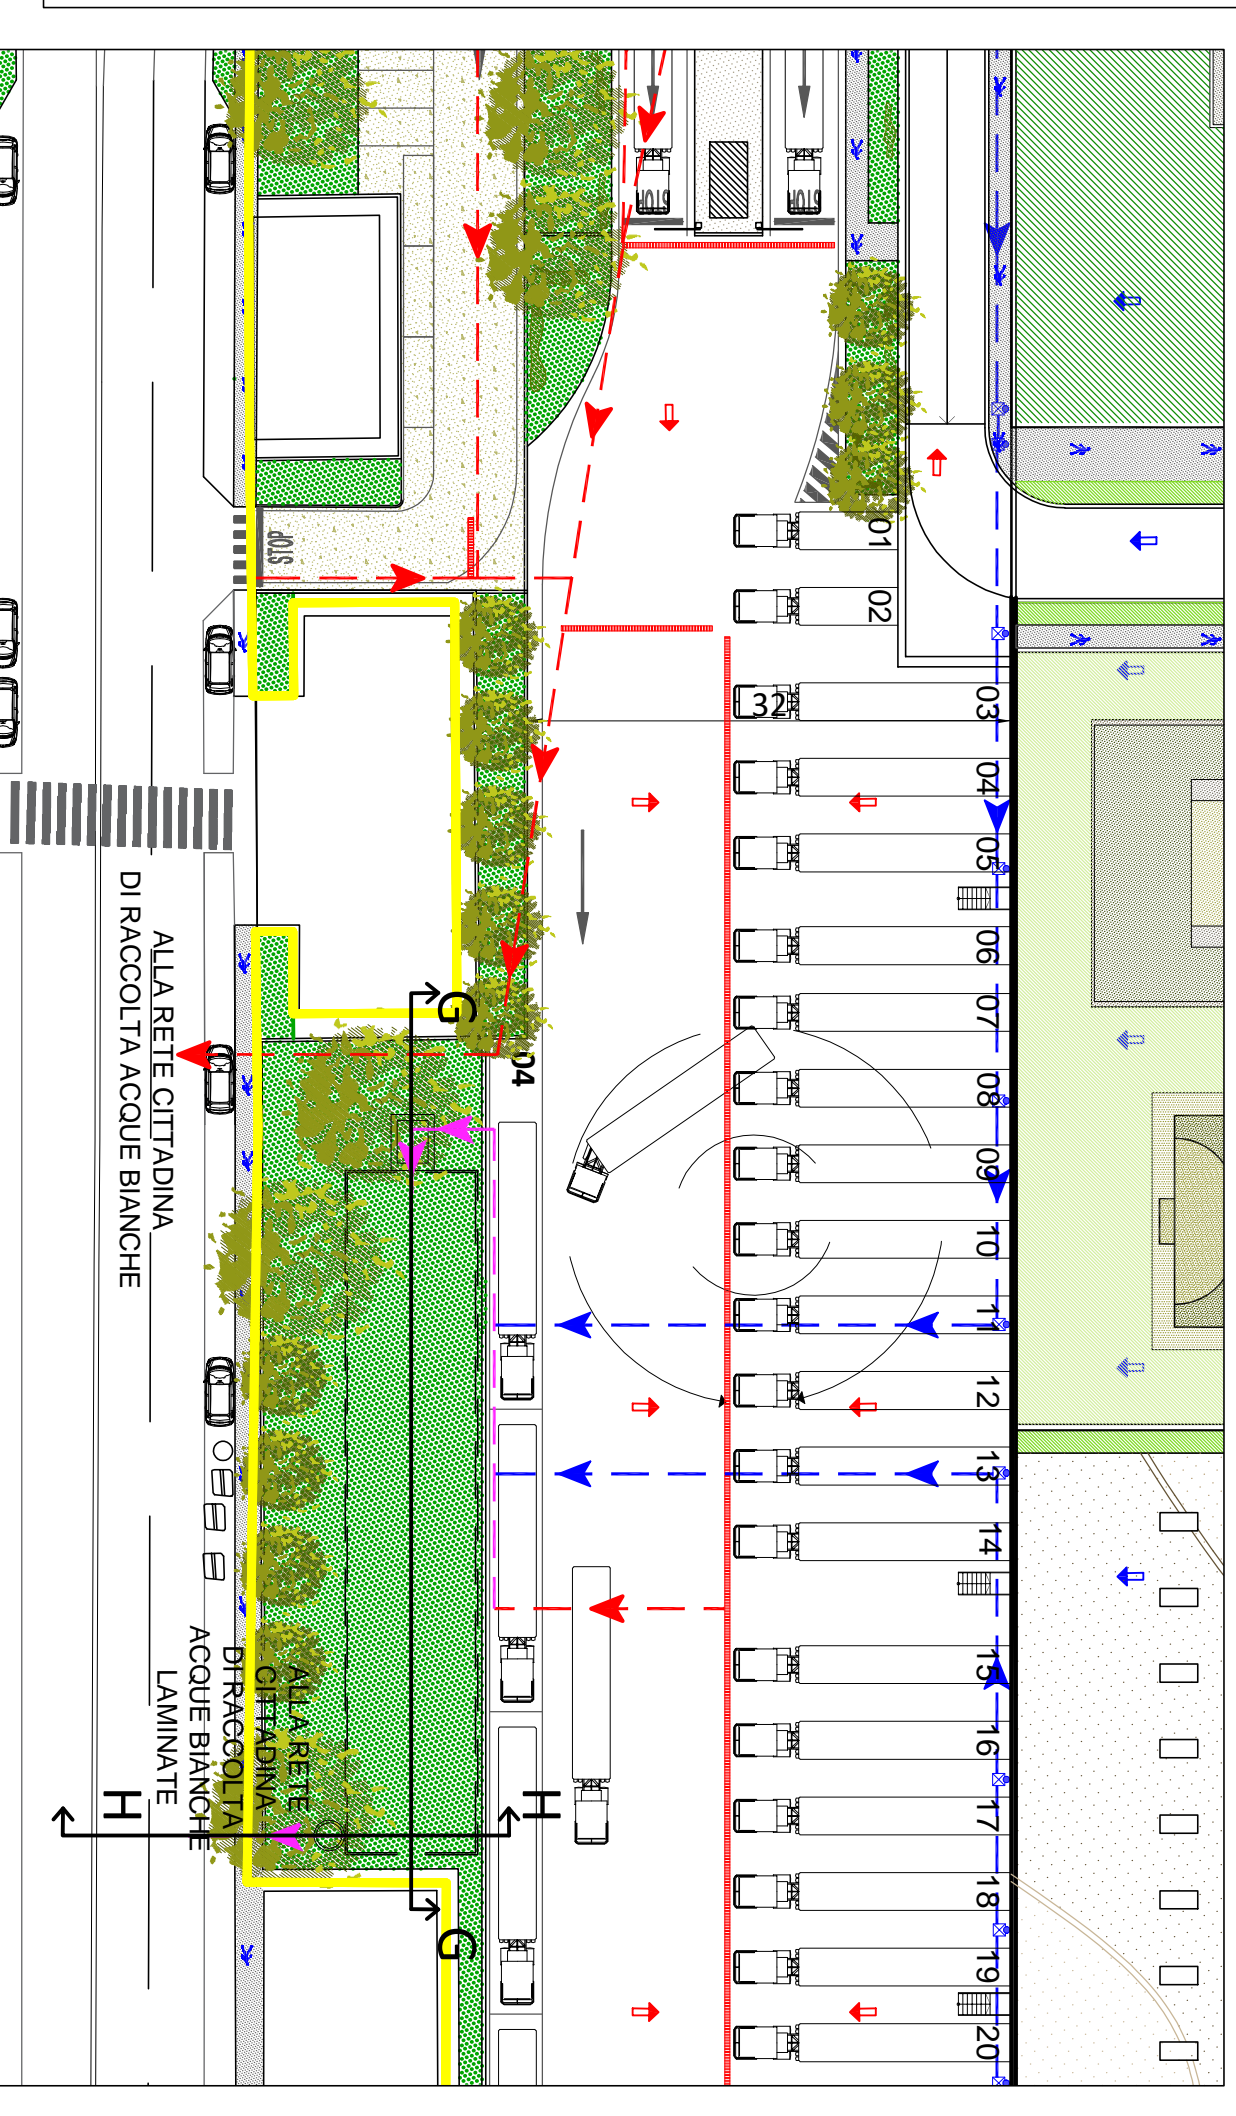 STOP
STOP
STOP
01
02
03
32
04
05
06
07
08
09
10
11
12
13
14
15
16
17
18
19
20
04
G
G
H
H
ALLA RETE CITTADINA
DI RACCOLTA ACQUE BIANCHE
ALLA RETE
CITTADINA
DI RACCOLTA
ACQUE BIANCHE
LAMINATE